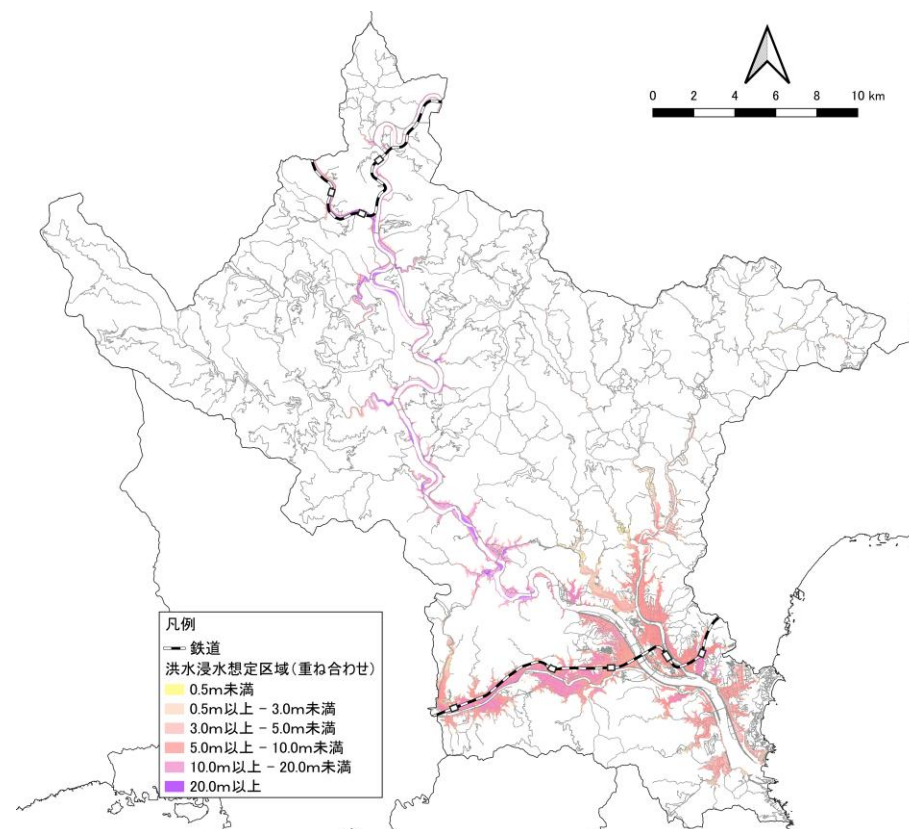 0 2 4 6 8 10 km
凡例
鉄道
洪水浸水想定区域(重ね合わせ)
0.5m未満
0.5m以上 - 3.0m未満
3.0m以上 - 5.0m未満
5.0m以上 - 10.0m未満
10.0m以上 - 20.0m未満
20.0m以上